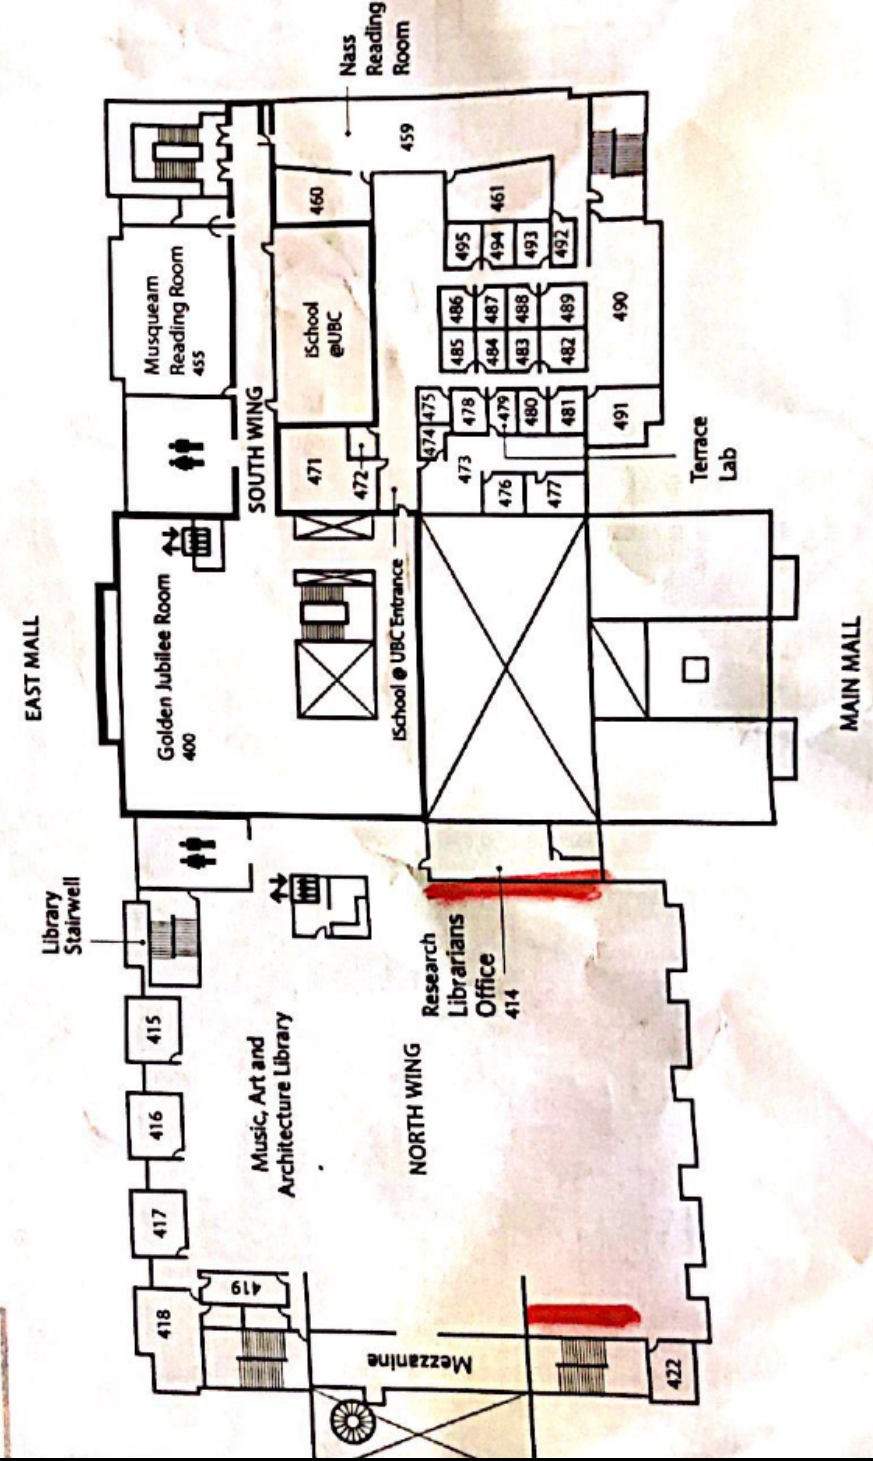 Nass
Reading
Room
459
460
461
Musqueam
Reading Room
455
iSchool
@UBC
495
494
493
492
486
487
488
489
485
484
483
482
490
475
478
479
480
481
491
474
473
476
477
471
472
SOUTH WING
Terrace
Lab
EAST MALL
Golden Jubilee Room
400
iSchool @ UBC Entrance
MAIN MALL
Library
Stairwell
Research
Librarians
Office
414
415
416
417
418
419
Music, Art and
Architecture Library
NORTH WING
Mezzanine
422